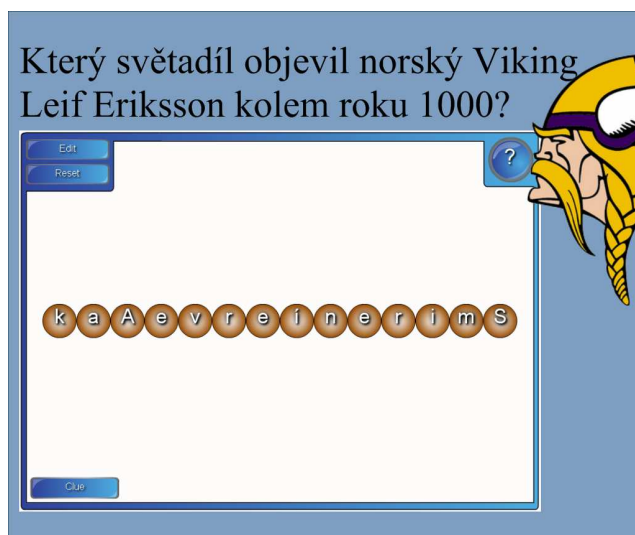 Který světadíl objevil norský Viking
Leif Eriksson kolem roku 1000?
Edit
Reset
?
k a A e v r e í n e r i m S
Clue